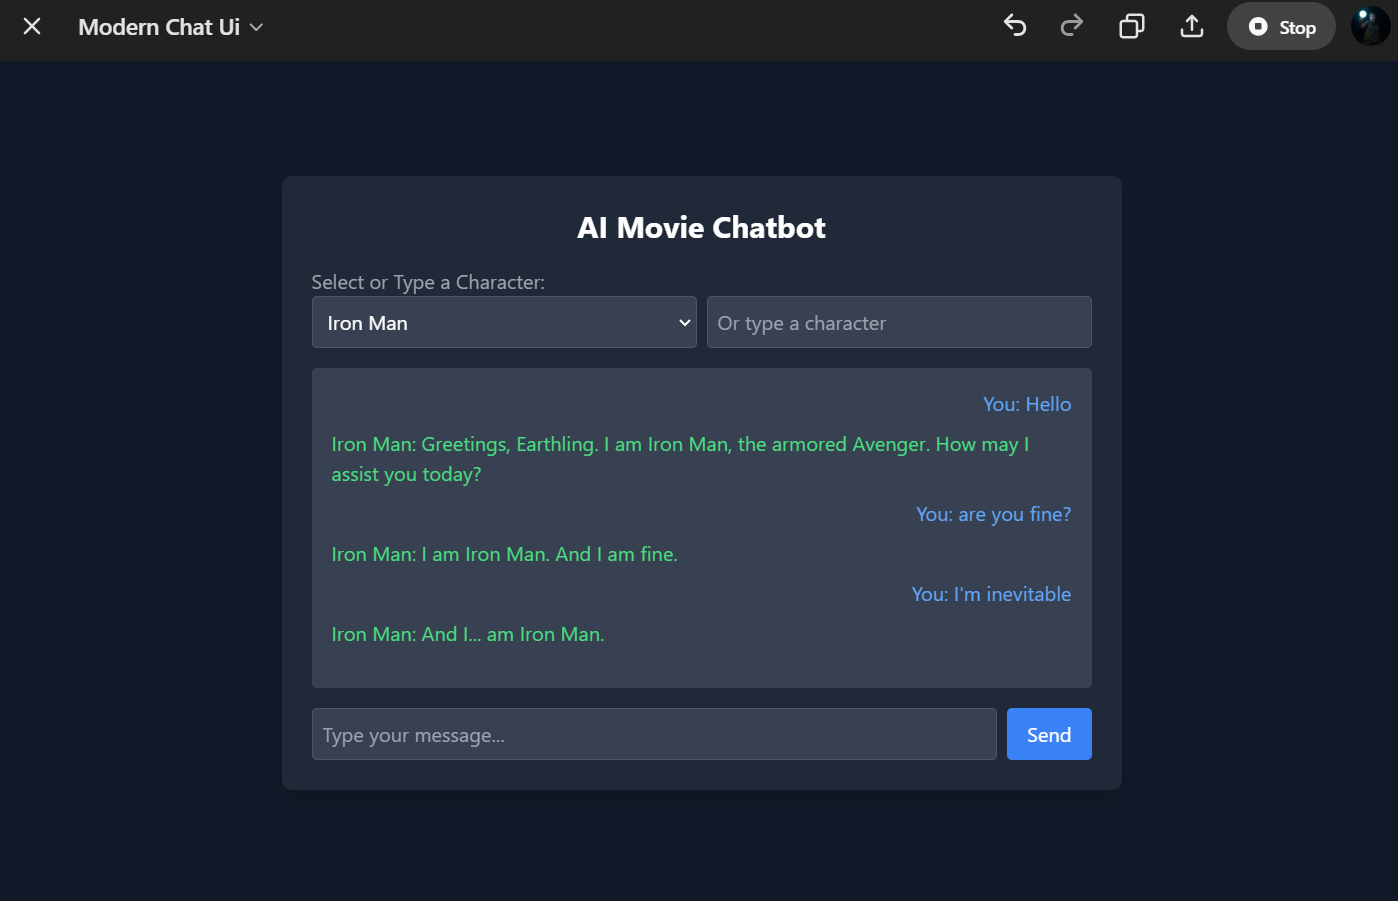 Modern Chat Ui
Stop
AI Movie Chatbot
Select or Type a Character:
Iron Man
Or type a character
You: Hello
Iron Man: Greetings, Earthling. I am Iron Man, the armored Avenger. How may I
assist you today?
You: are you fine?
Iron Man: I am Iron Man. And I am fine.
You: I'm inevitable
Iron Man: And I... am Iron Man.
Type your message...
Send